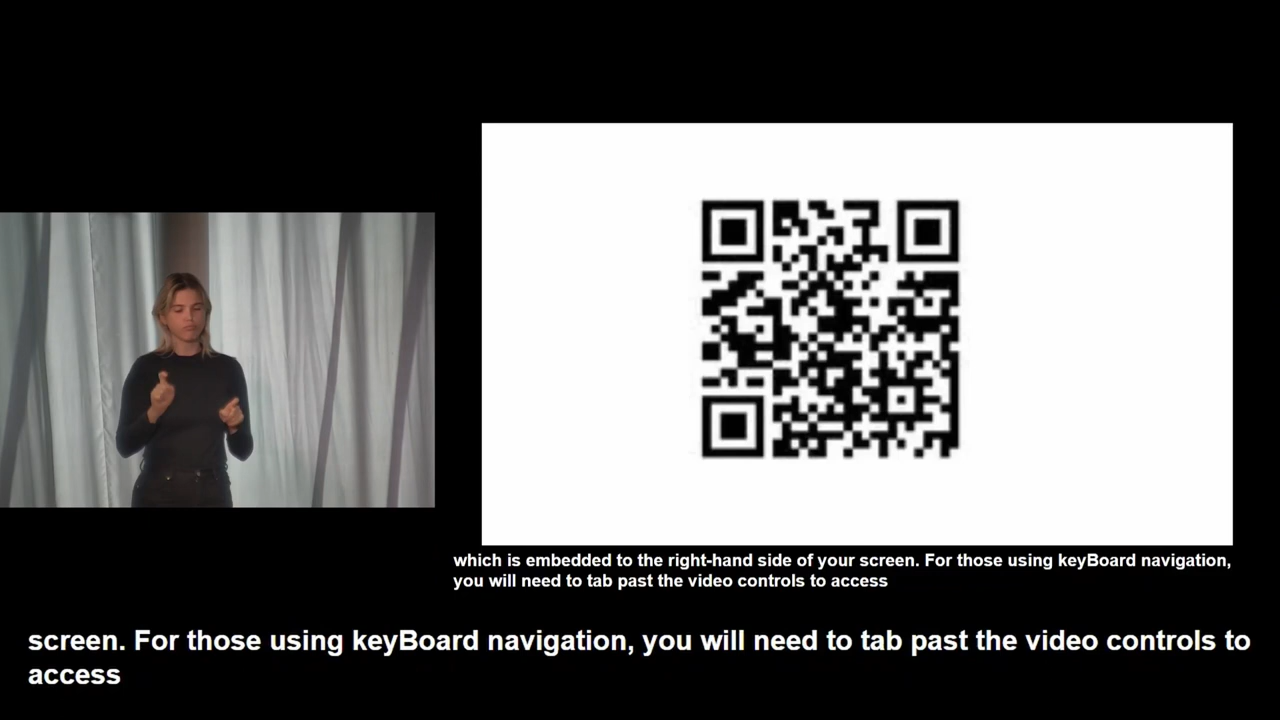 which is embedded to the right-hand side of your screen. For those using keyBoard navigation,
you will need to tab past the video controls to access
screen. For those using keyBoard navigation, you will need to tab past the video controls to
access